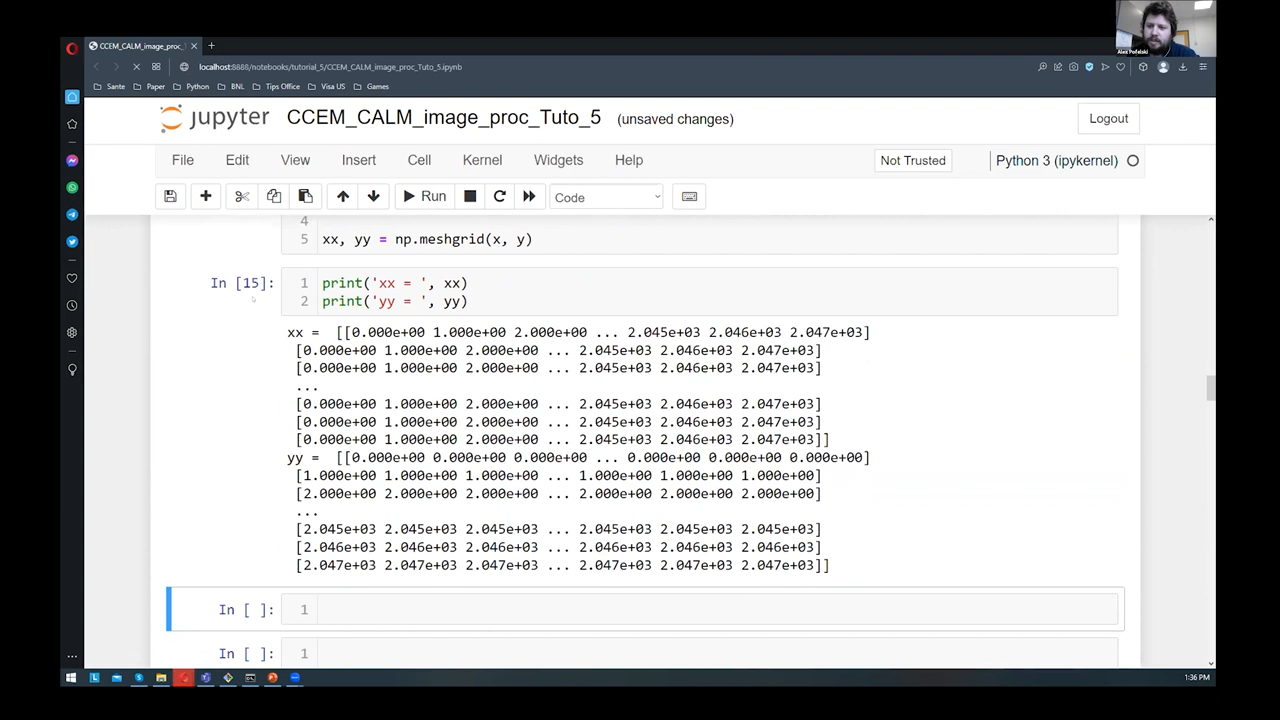 Alex Pofelski
CCEM_CALM_image_proc_
localhost:8888/notebooks/tutorial_5/CCEM_CALM_image_proc_Tuto_5.ipynb
Sante Paper Python BNL Tips Office Visa US Games
jupyter CCEM_CALM_image_proc_Tuto_5 (unsaved changes) Logout
File Edit View Insert Cell Kernel Widgets Help Not Trusted Python 3 (ipykernel)
Run Code
4
5 xx, yy = np.meshgrid(x, y)
In [15]: 1 print('xx = ', xx)
2 print('yy = ', yy)
xx =  [[0.000e+00 1.000e+00 2.000e+00 ... 2.045e+03 2.046e+03 2.047e+03]
[0.000e+00 1.000e+00 2.000e+00 ... 2.045e+03 2.046e+03 2.047e+03]
[0.000e+00 1.000e+00 2.000e+00 ... 2.045e+03 2.046e+03 2.047e+03]
...
[0.000e+00 1.000e+00 2.000e+00 ... 2.045e+03 2.046e+03 2.047e+03]
[0.000e+00 1.000e+00 2.000e+00 ... 2.045e+03 2.046e+03 2.047e+03]
[0.000e+00 1.000e+00 2.000e+00 ... 2.045e+03 2.046e+03 2.047e+03]]
yy =  [[0.000e+00 0.000e+00 0.000e+00 ... 0.000e+00 0.000e+00 0.000e+00]
[1.000e+00 1.000e+00 1.000e+00 ... 1.000e+00 1.000e+00 1.000e+00]
[2.000e+00 2.000e+00 2.000e+00 ... 2.000e+00 2.000e+00 2.000e+00]
...
[2.045e+03 2.045e+03 2.045e+03 ... 2.045e+03 2.045e+03 2.045e+03]
[2.046e+03 2.046e+03 2.046e+03 ... 2.046e+03 2.046e+03 2.046e+03]
[2.047e+03 2.047e+03 2.047e+03 ... 2.047e+03 2.047e+03 2.047e+03]]
In [ ]: 1
In [ ]: 1
1:36 PM